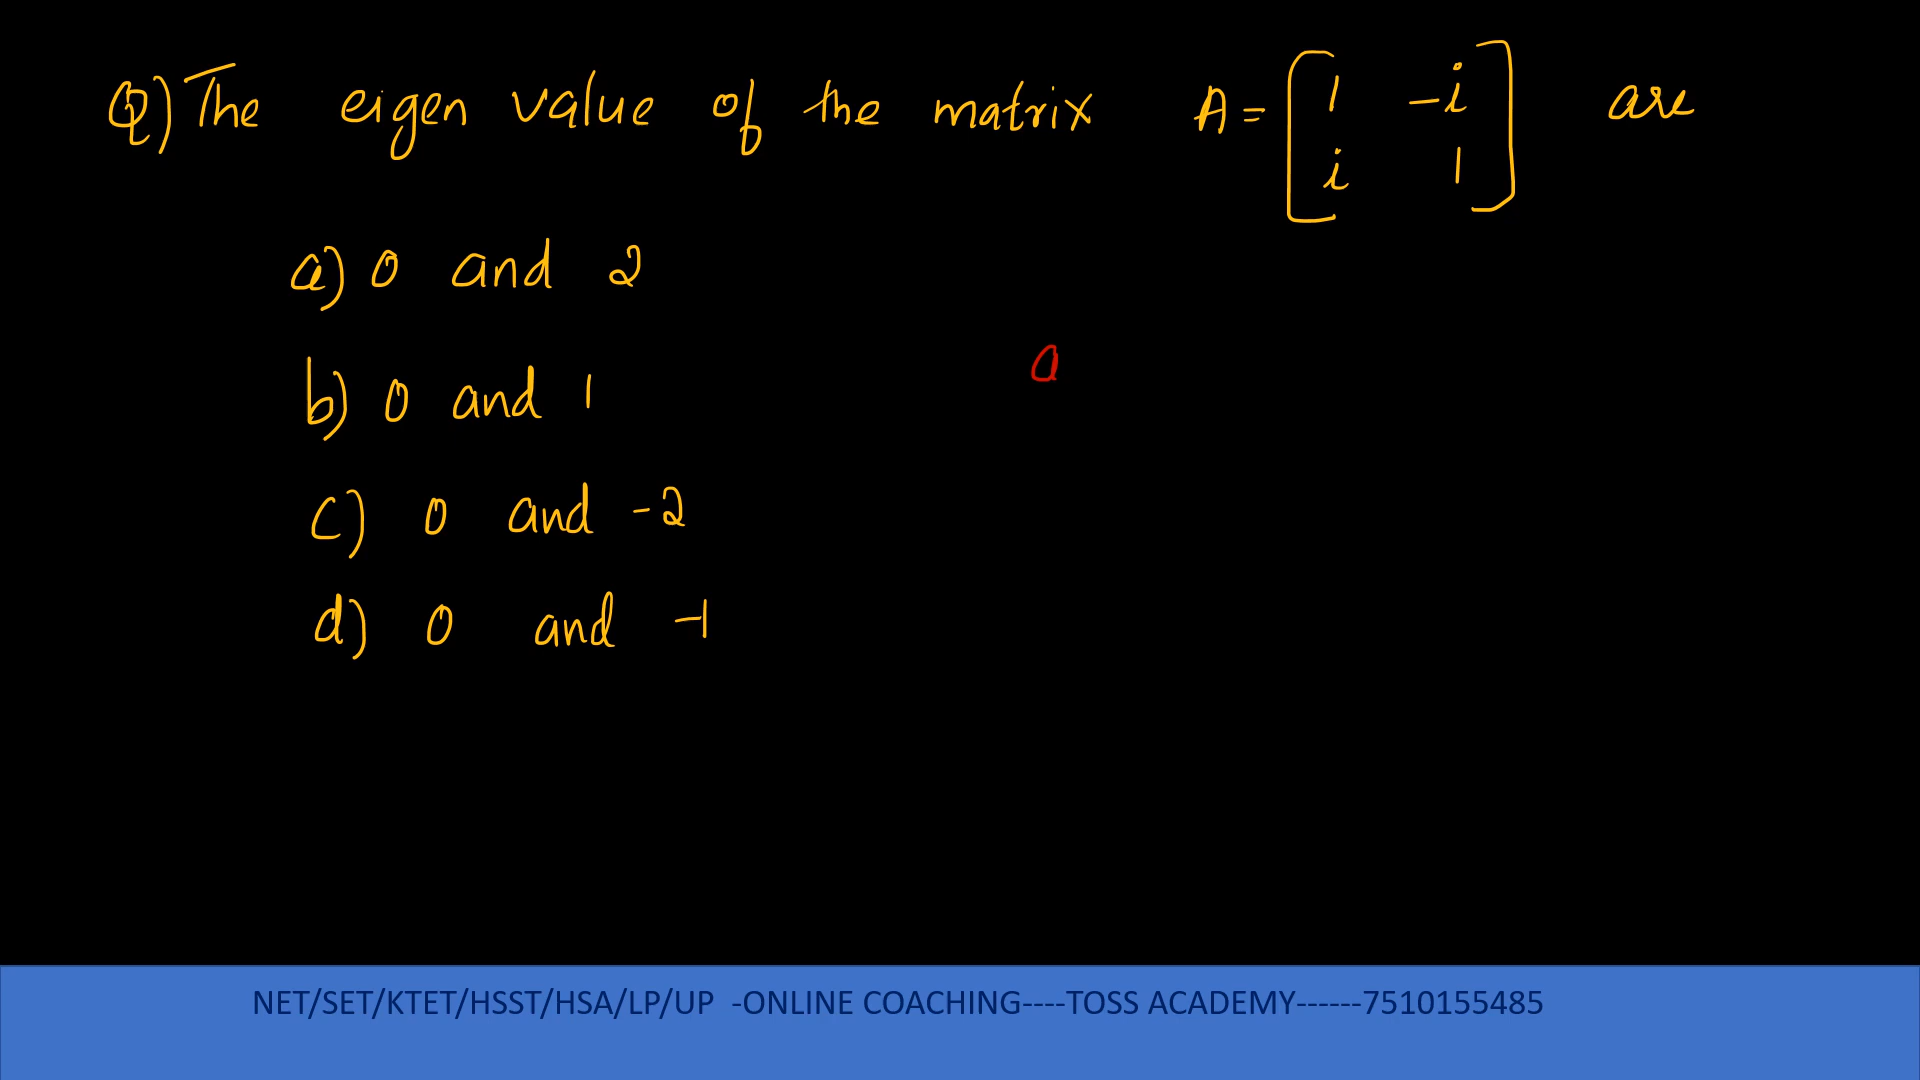 Q) The eigen value of the matrix A = [1 -i
i 1] are
a) 0 and 2
b) 0 and 1
a
c) 0 and -2
d) 0 and -1
NET/SET/KTET/HSST/HSA/LP/UP -ONLINE COACHING----TOSS ACADEMY------7510155485